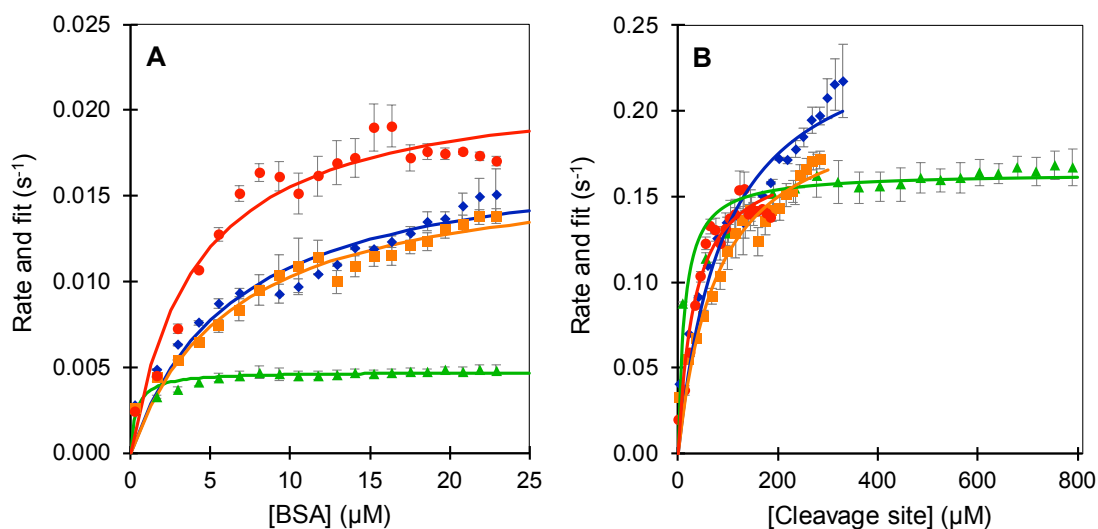 A
Rate and fit (s⁻¹)
0.025
0.020
0.015
0.010
0.005
0.000
0 5 10 15 20 25
[BSA] (µM)
B
Rate and fit (s⁻¹)
0.25
0.20
0.15
0.10
0.05
0.00
0 200 400 600 800
[Cleavage site] (µM)